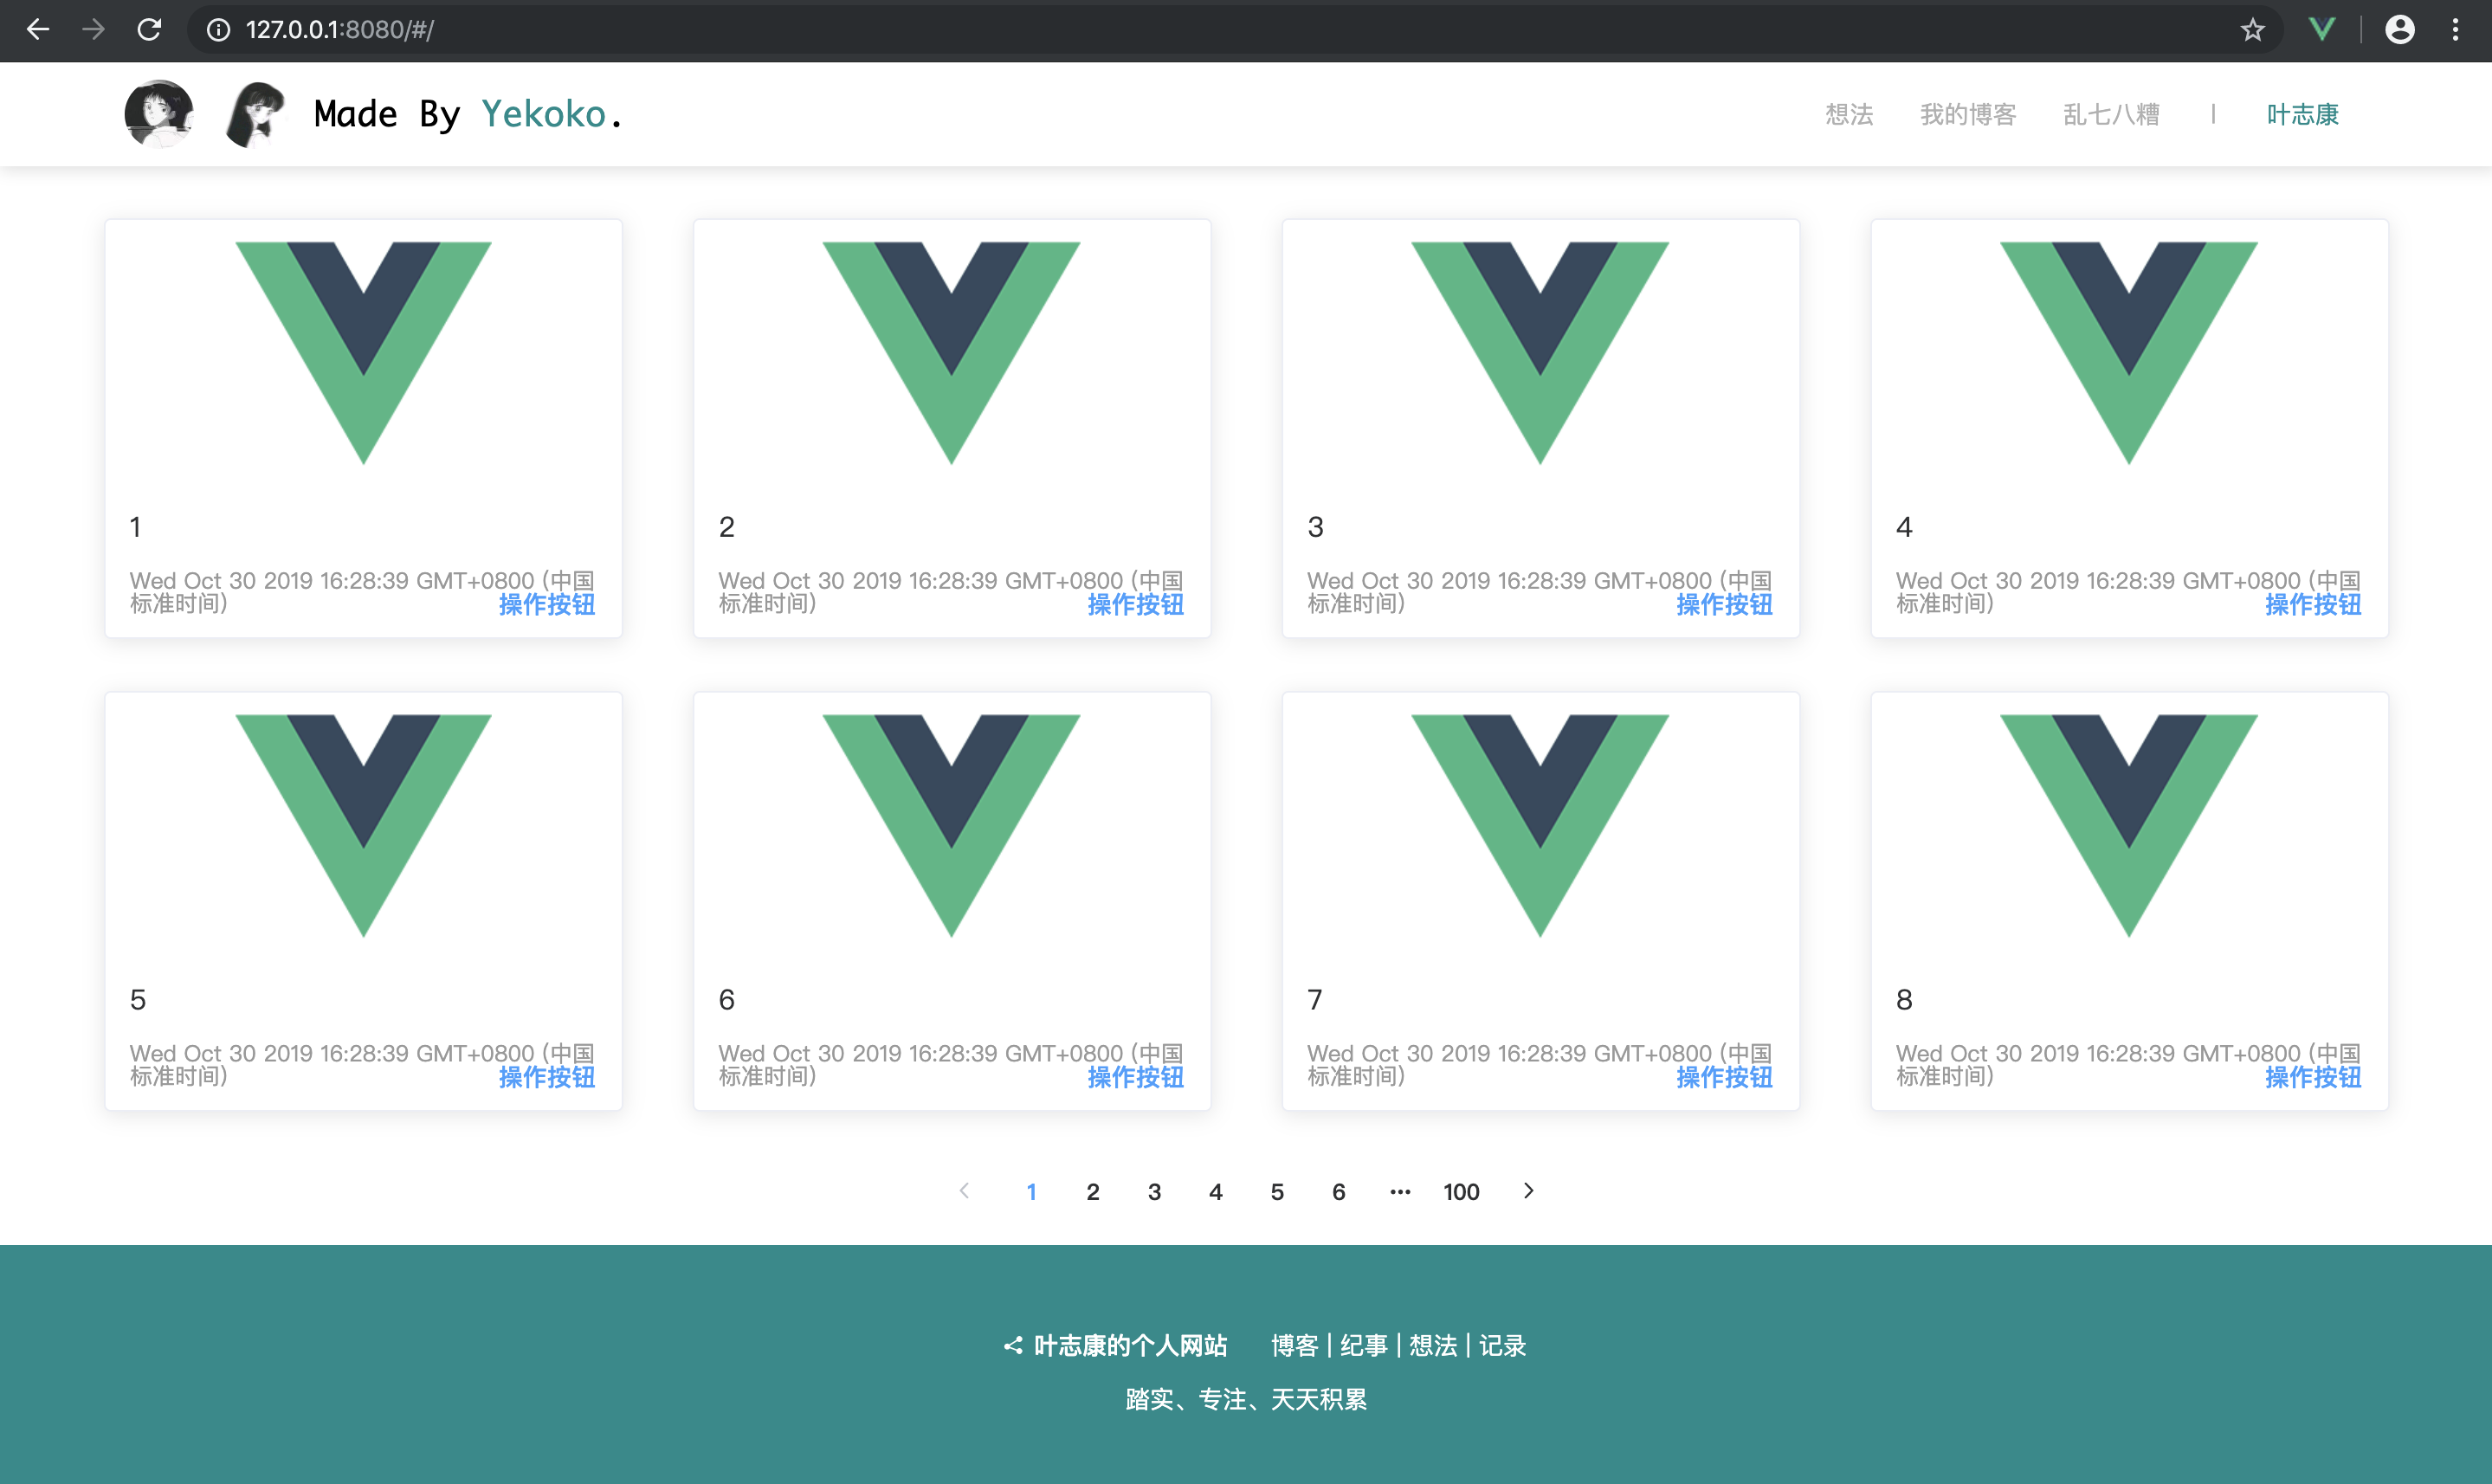 127.0.0.1:8080/#/
Made By Yekoko.
想法 我的博客 乱七八糟 | 叶志康
1
Wed Oct 30 2019 16:28:39 GMT+0800 (中国
标准时间)
操作按钮
2
Wed Oct 30 2019 16:28:39 GMT+0800 (中国
标准时间)
操作按钮
3
Wed Oct 30 2019 16:28:39 GMT+0800 (中国
标准时间)
操作按钮
4
Wed Oct 30 2019 16:28:39 GMT+0800 (中国
标准时间)
操作按钮
5
Wed Oct 30 2019 16:28:39 GMT+0800 (中国
标准时间)
操作按钮
6
Wed Oct 30 2019 16:28:39 GMT+0800 (中国
标准时间)
操作按钮
7
Wed Oct 30 2019 16:28:39 GMT+0800 (中国
标准时间)
操作按钮
8
Wed Oct 30 2019 16:28:39 GMT+0800 (中国
标准时间)
操作按钮
1 2 3 4 5 6 ··· 100
叶志康的个人网站 博客 | 纪事 | 想法 | 记录
踏实、专注、天天积累